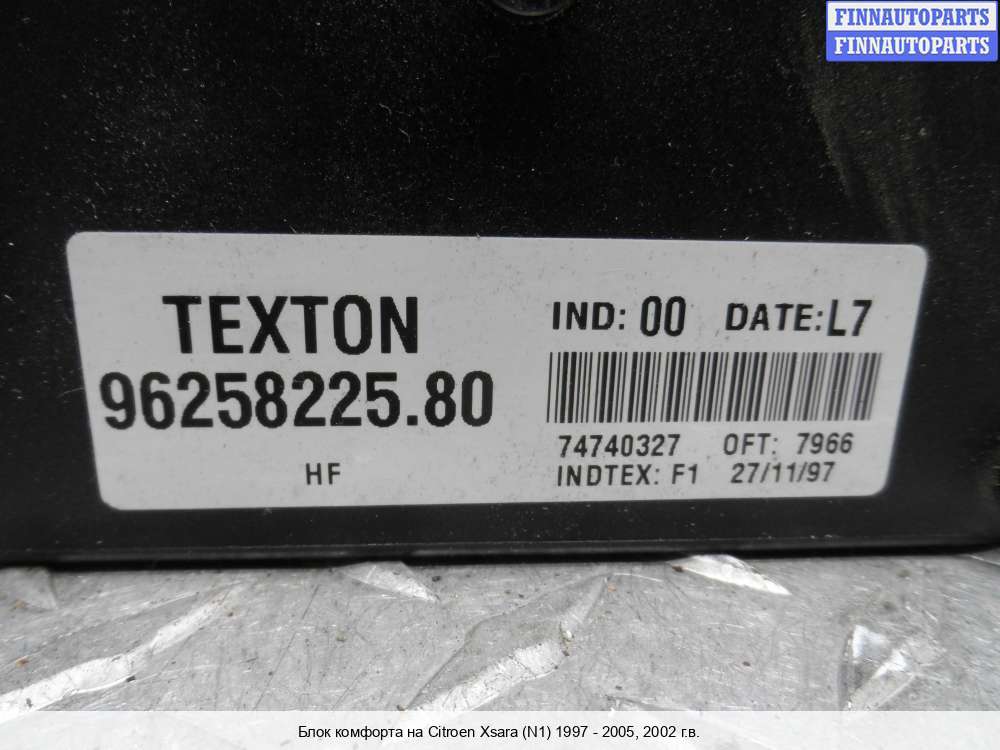 FINNAUTOPARTS
FINNAUTOPARTS
TEXTON
96258225.80
HF
IND: 00 DATE: L7
74740327 OFT: 7966
INDTEX: F1 27/11/97
Блок комфорта на Citroen Xsara (N1) 1997 - 2005, 2002 г.в.